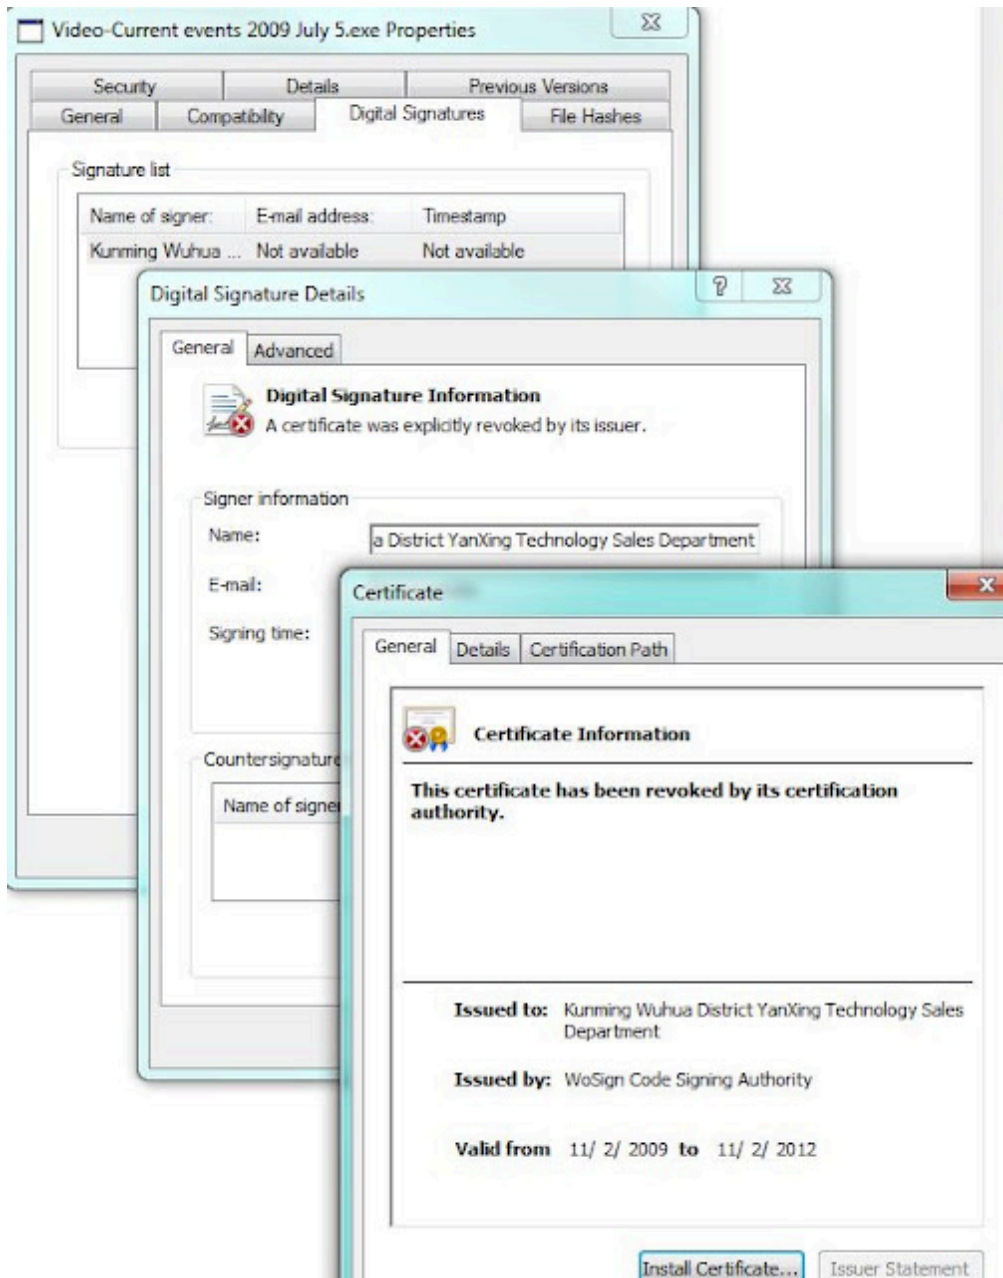 Video-Current events 2009 July 5.exe Properties
Security Details Previous Versions
General Compatibility Digital Signatures File Hashes
Signature list
Name of signer: E-mail address: Timestamp
Kunming Wuhua ... Not available Not available
Digital Signature Details
General Advanced
Digital Signature Information
A certificate was explicitly revoked by its issuer.
Signer information
Name: a District YanXing Technology Sales Department
E-mail:
Signing time:
Countersignature
Name of signe
Certificate
General Details Certification Path
Certificate Information
This certificate has been revoked by its certification
authority.
Issued to: Kunming Wuhua District YanXing Technology Sales
Department
Issued by: WoSign Code Signing Authority
Valid from 11/ 2/ 2009 to 11/ 2/ 2012
Install Certificate... Issuer Statement